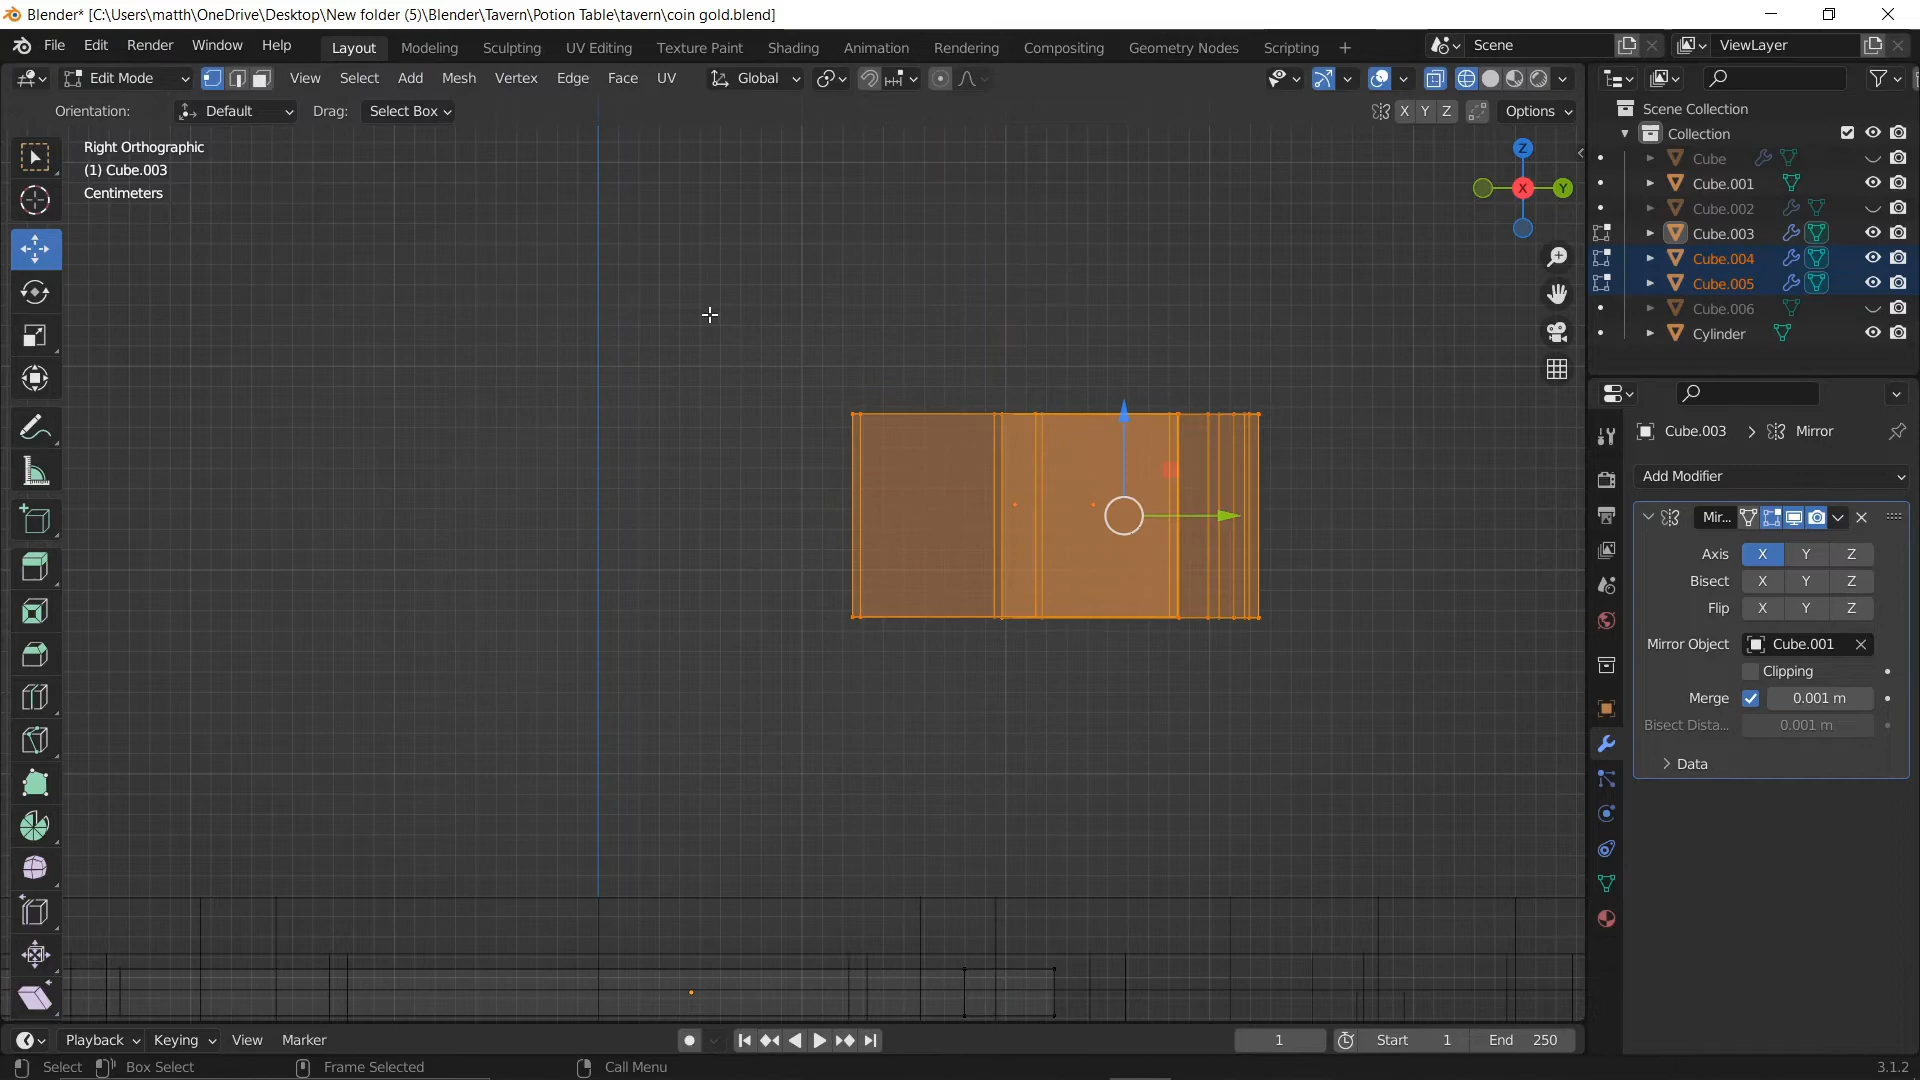 Blender* [C:\Users\matth\OneDrive\Desktop\New folder (5)\Blender\Tavern\Potion Table\tavern\coin gold.blend]
File Edit Render Window Help Layout Modeling Sculpting UV Editing Texture Paint Shading Animation Rendering Compositing Geometry Nodes Scripting + Scene ViewLayer
Edit Mode View Select Add Mesh Vertex Edge Face UV Global
Orientation: Default Drag: Select Box X Y Z Options
Right Orthographic
(1) Cube.003
Centimeters
Z
X
Y
Scene Collection
Collection
Cube
Cube.001
Cube.002
Cube.003
Cube.004
Cube.005
Cube.006
Cylinder
Cube.003 > Mirror
Add Modifier
Mir...
Axis X Y Z
Bisect X Y Z
Flip X Y Z
Mirror Object Cube.001
Clipping
Merge 0.001 m
Bisect Dista... 0.001 m
Data
Playback Keying View Marker 1 Start 1 End 250
Select Box Select Frame Selected Call Menu 3.1.2